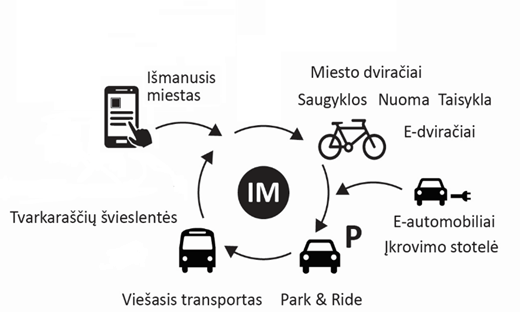 Išmanusis
miestas
Miesto dviračiai
Saugyklos Nuoma Taisykla
E-dviračiai
IM
E-automobiliai
Įkrovimo stotelė
P
Tvarkaraščių švieslentės
Viešasis transportas
Park & Ride